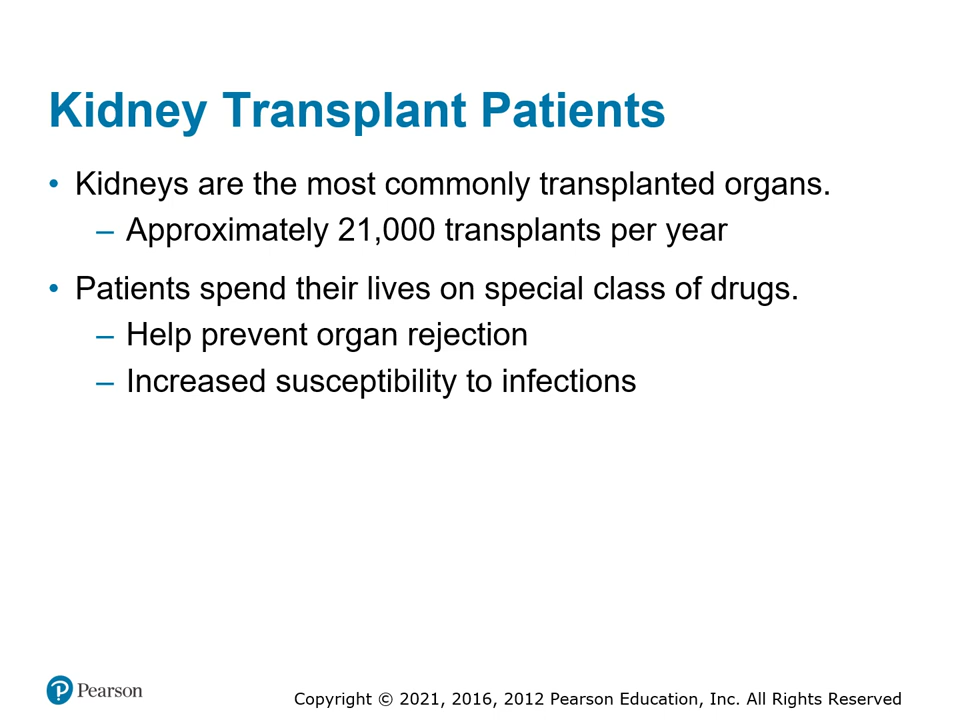 Kidney Transplant Patients
• Kidneys are the most commonly transplanted organs.
– Approximately 21,000 transplants per year
• Patients spend their lives on special class of drugs.
– Help prevent organ rejection
– Increased susceptibility to infections
Pearson
Copyright © 2021, 2016, 2012 Pearson Education, Inc. All Rights Reserved